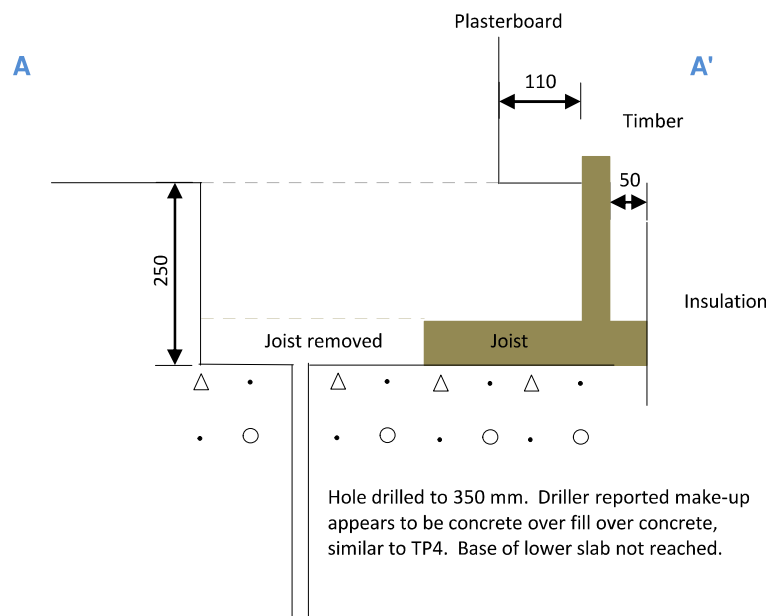 Plasterboard
A
A'
110
Timber
50
250
Insulation
Joist removed
Joist
Hole drilled to 350 mm.  Driller reported make-up
appears to be concrete over fill over concrete,
similar to TP4.  Base of lower slab not reached.